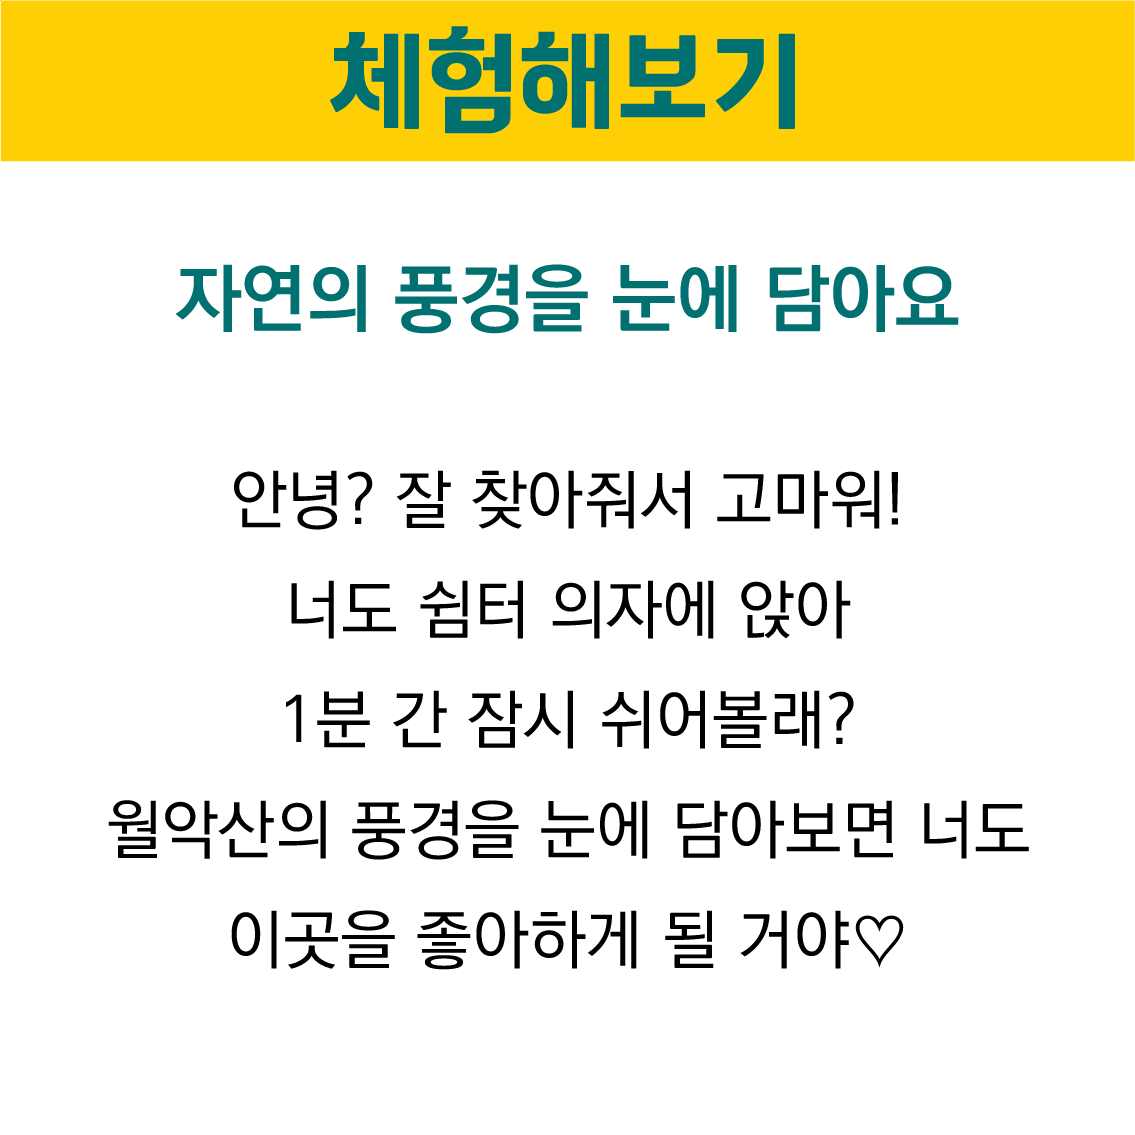 체험해보기
자연의 풍경을 눈에 담아요
안녕? 잘 찾아줘서 고마워!
너도 쉼터 의자에 앉아
1분 간 잠시 쉬어볼래?
월악산의 풍경을 눈에 담아보면 너도
이곳을 좋아하게 될 거야♡